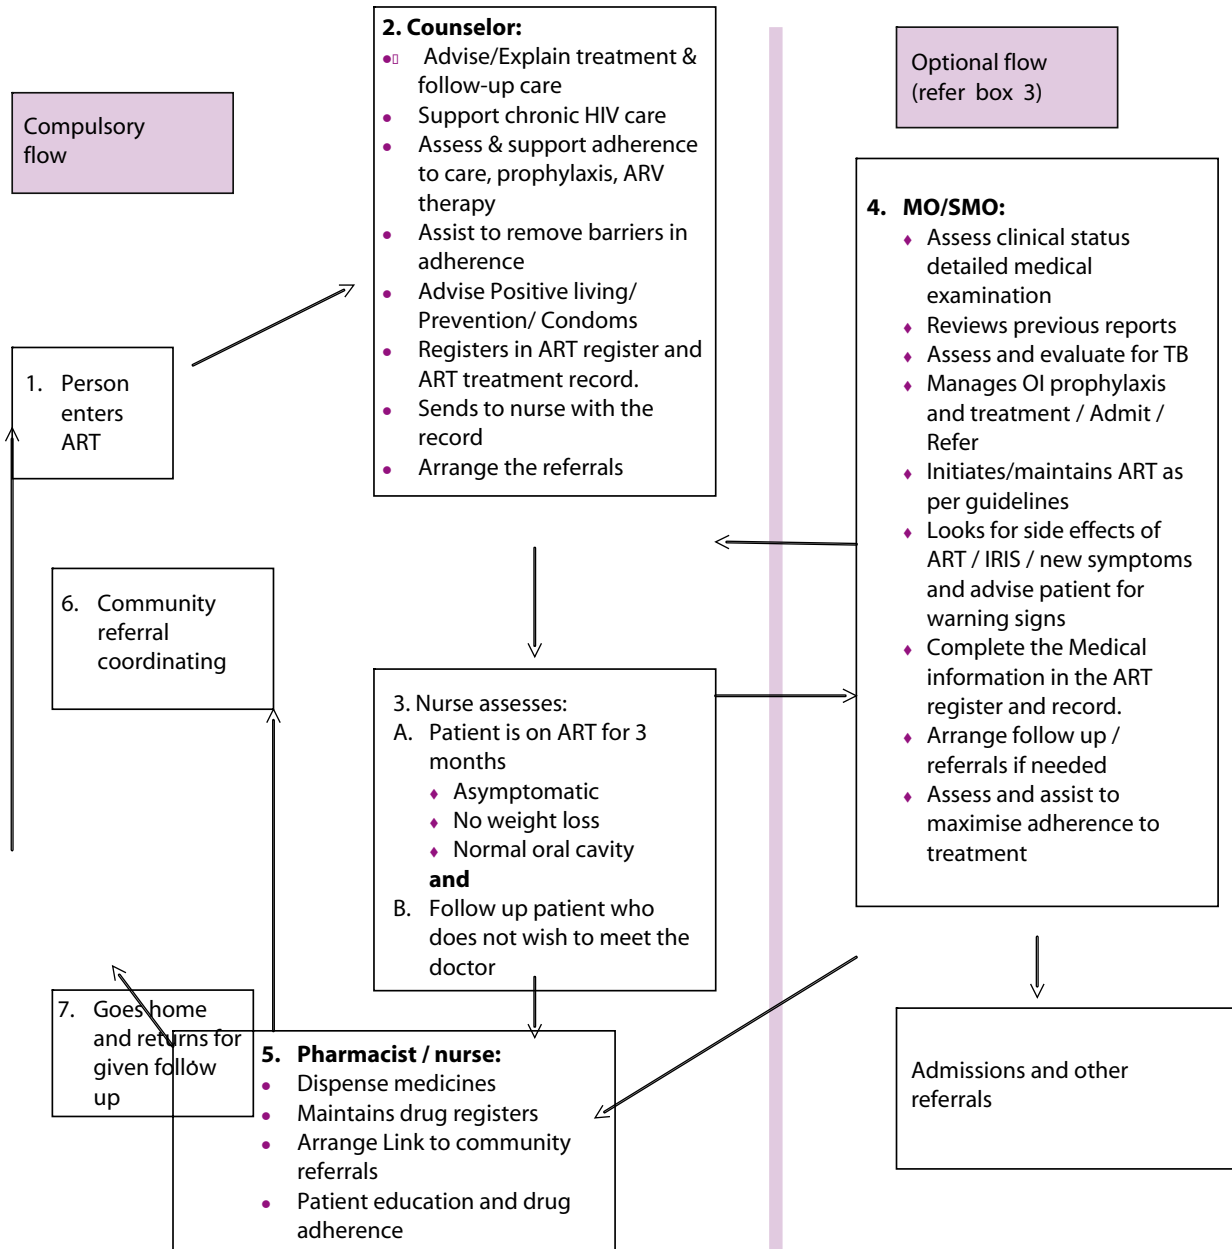 Compulsory
flow
2. Counselor:
•▯ Advise/Explain treatment &
follow-up care
• Support chronic HIV care
• Assess & support adherence
to care, prophylaxis, ARV
therapy
• Assist to remove barriers in
adherence
• Advise Positive living/
Prevention/ Condoms
• Registers in ART register and
ART treatment record.
• Sends to nurse with the
record
• Arrange the referrals
Optional flow
(refer box 3)
1. Person
enters
ART
4. MO/SMO:
♦ Assess clinical status
detailed medical
examination
♦ Reviews previous reports
♦ Assess and evaluate for TB
♦ Manages OI prophylaxis
and treatment / Admit /
Refer
♦ Initiates/maintains ART as
per guidelines
♦ Looks for side effects of
ART / IRIS / new symptoms
and advise patient for
warning signs
♦ Complete the Medical
information in the ART
register and record.
♦ Arrange follow up /
referrals if needed
♦ Assess and assist to
maximise adherence to
treatment
6. Community
referral
coordinating
3. Nurse assesses:
A. Patient is on ART for 3
months
♦ Asymptomatic
♦ No weight loss
♦ Normal oral cavity
and
B. Follow up patient who
does not wish to meet the
doctor
7. Goes home
and returns for
given follow
up
5. Pharmacist / nurse:
• Dispense medicines
• Maintains drug registers
• Arrange Link to community
referrals
• Patient education and drug
adherence
Admissions and other
referrals